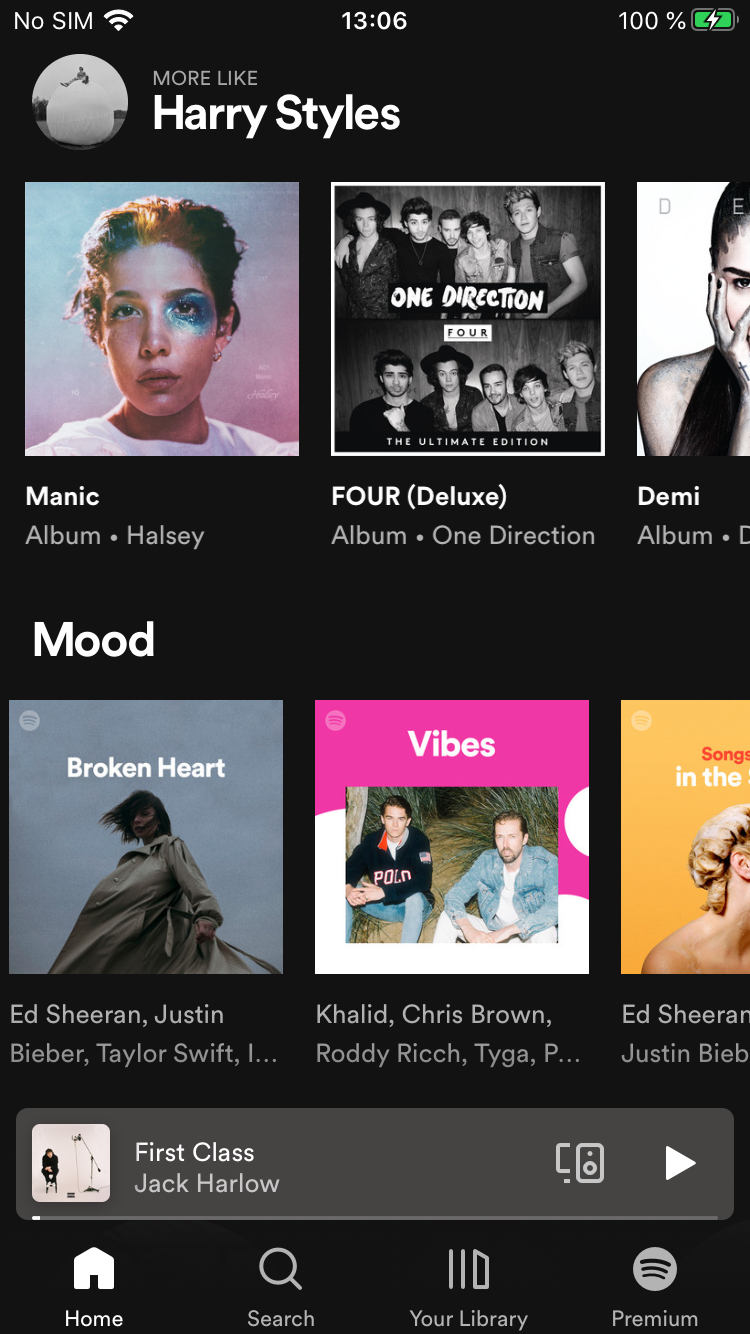 No SIM 13:06 100 %
MORE LIKE
Harry Styles
D E
ONE DIRECTION
FOUR
THE ULTIMATE EDITION
Manic
FOUR (Deluxe)
Demi
Album • Halsey
Album • One Direction
Album • D
Mood
Broken Heart
Vibes
Songs
in the S
POLO
Ed Sheeran, Justin
Bieber, Taylor Swift, I...
Khalid, Chris Brown,
Roddy Ricch, Tyga, P...
Ed Sheeran
Justin Bieb
First Class
Jack Harlow
Home
Search
Your Library
Premium